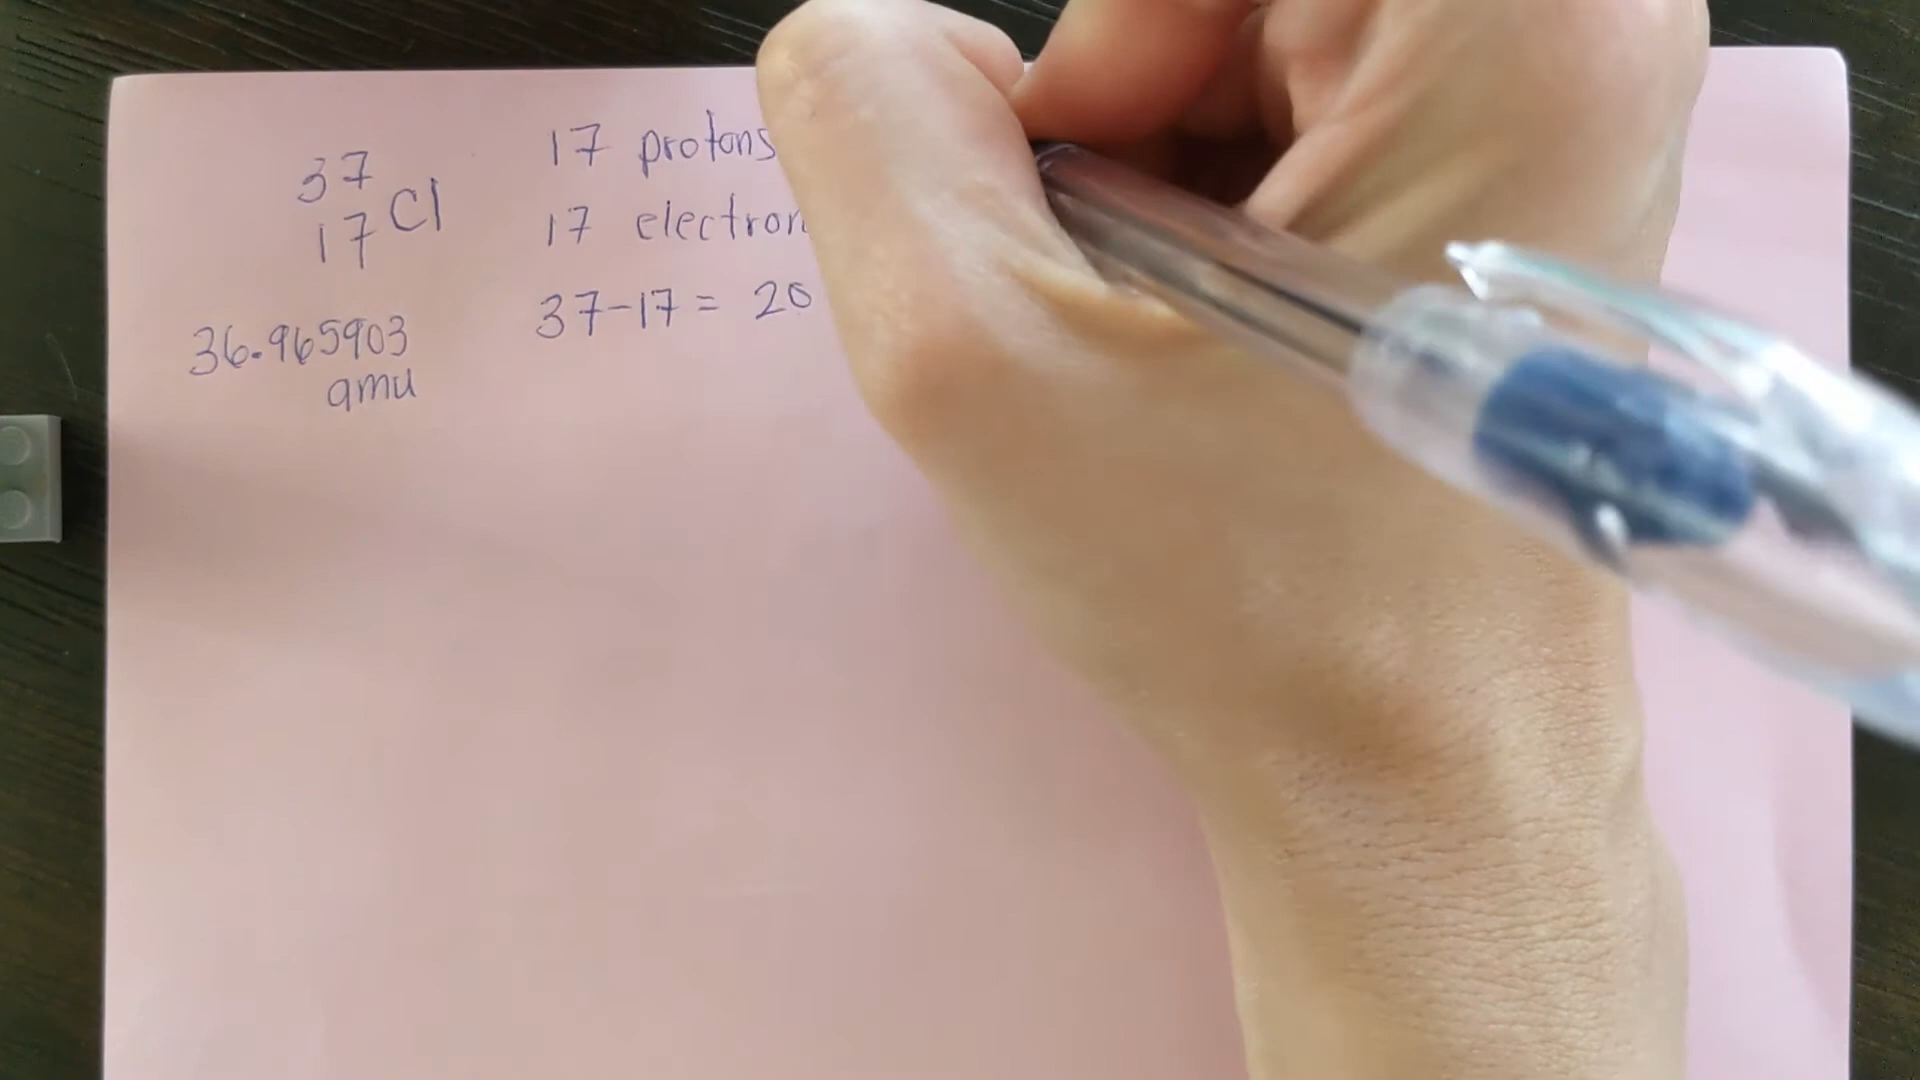 37
17 Cl
36.965903
amu
17 protons
17 electron
37-17 = 20